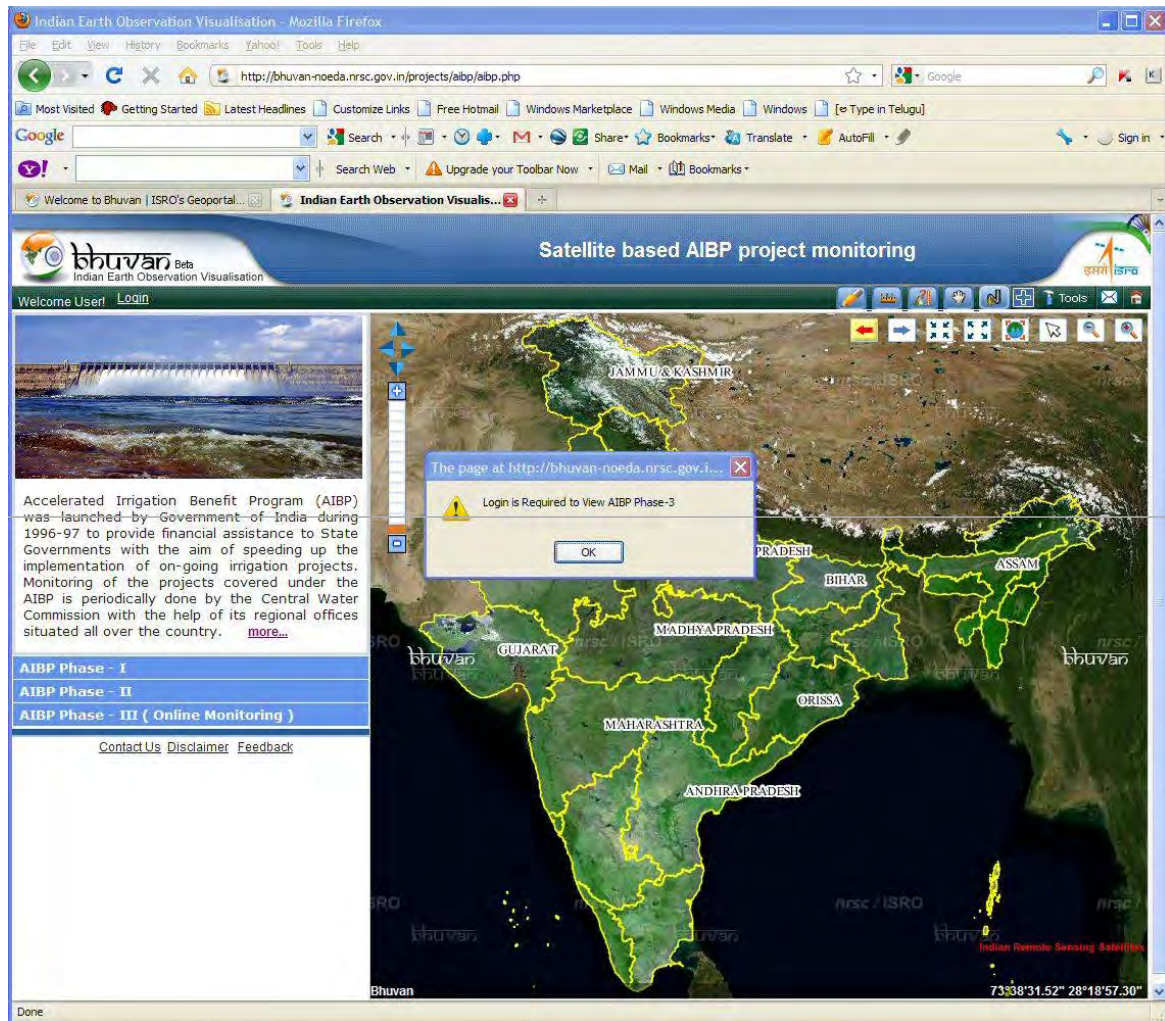 Indian Earth Observation Visualisation - Mozilla Firefox
File Edit View History Bookmarks Yahoo! Tools Help
http://bhuvan-noeda.nrsc.gov.in/projects/aibp/aibp.php
Google
Most Visited Getting Started Latest Headlines Customize Links Free Hotmail Windows Marketplace Windows Media Windows [Type in Telugu]
Google Search Share Bookmarks Translate AutoFill Sign in
Y! Search Web Upgrade your Toolbar Now Mail Bookmarks
Welcome to Bhuvan | ISRO's Geoportal... Indian Earth Observation Visualis...
bhuvan Beta
Indian Earth Observation Visualisation
Satellite based AIBP project monitoring
इसरो isro
Welcome User! Login
Tools
JAMMU & KASHMIR
The page at http://bhuvan-noeda.nrsc.gov.i...
Login is Required to View AIBP Phase-3
OK
Accelerated Irrigation Benefit Program (AIBP)
was launched by Government of India during
1996-97 to provide financial assistance to State
Governments with the aim of speeding up the
implementation of on-going irrigation projects.
Monitoring of the projects covered under the
AIBP is periodically done by the Central Water
Commission with the help of its regional offices
situated all over the country. more...
AIBP Phase - I
AIBP Phase - II
AIBP Phase - III ( Online Monitoring )
Contact Us Disclaimer Feedback
PRADESH
ASSAM
BIHAR
MADHYA PRADESH
GUJARAT
bhuvan
bhuvan
ORISSA
MAHARASHTRA
ANDHRA PRADESH
nrsc / ISRO
bhuvan
Indian Remote Sensing Satellites
Bhuvan
73°38'31.52" 28°18'57.30"
Done